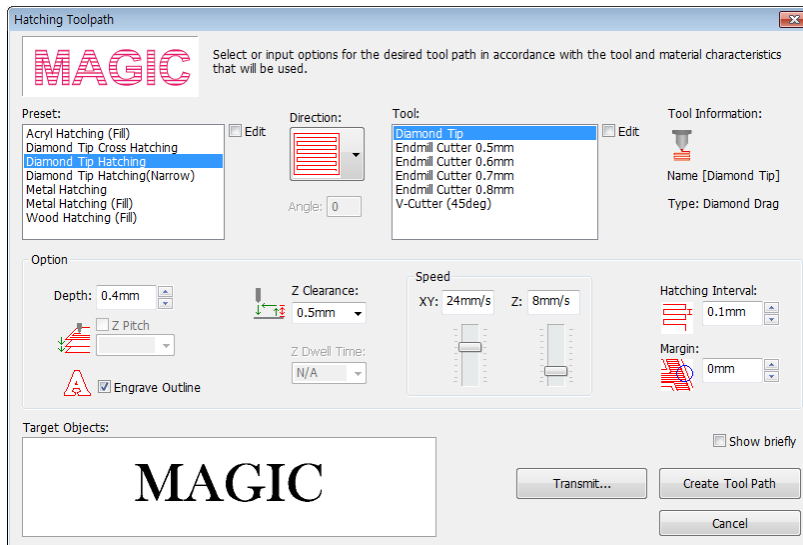 Hatching Toolpath
MAGIC
Select or input options for the desired tool path in accordance with the tool and material characteristics
that will be used.
Preset:
Acryl Hatching (Fill)
Diamond Tip Cross Hatching
Diamond Tip Hatching
Diamond Tip Hatching(Narrow)
Metal Hatching
Metal Hatching (Fill)
Wood Hatching (Fill)
Edit
Direction:
Angle: 0
Tool:
Diamond Tip
Endmill Cutter 0.5mm
Endmill Cutter 0.6mm
Endmill Cutter 0.7mm
Endmill Cutter 0.8mm
V-Cutter (45deg)
Edit
Tool Information:
Name [Diamond Tip]
Type: Diamond Drag
Option
Depth: 0.4mm
Z Pitch
A Engrave Outline
Z Clearance:
0.5mm
Z Dwell Time:
N/A
Speed
XY: 24mm/s Z: 8mm/s
Hatching Interval:
0.1mm
Margin:
0mm
Target Objects:
MAGIC
Show briefly
Transmit...
Create Tool Path
Cancel